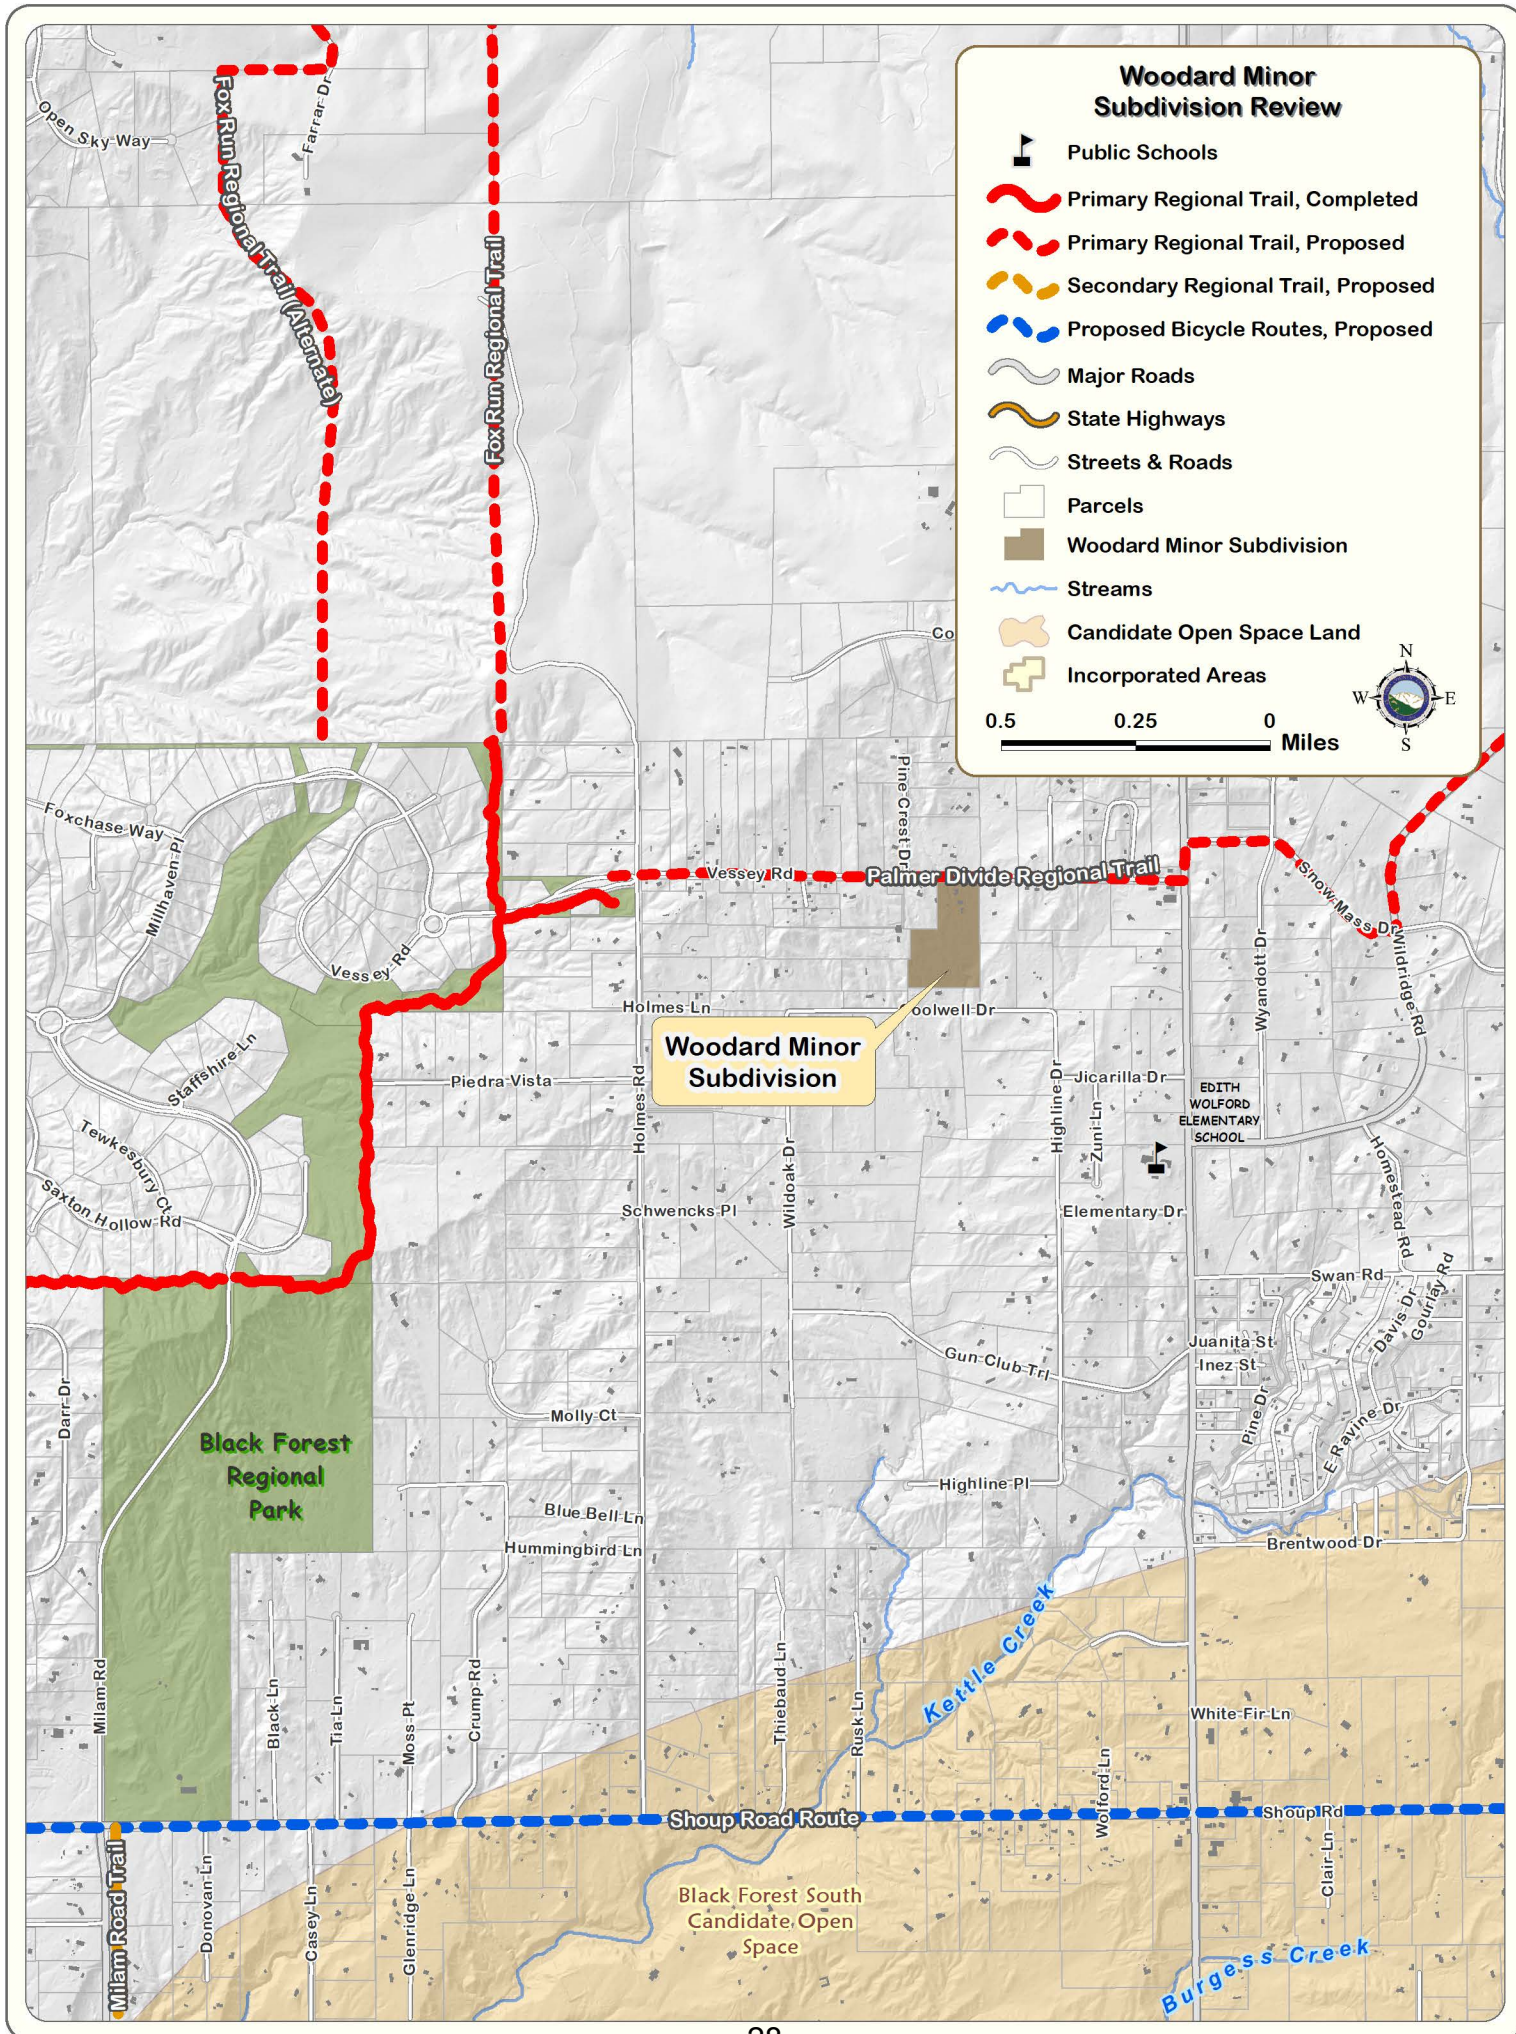 Woodard Minor
Subdivision Review
Public Schools
Primary Regional Trail, Completed
Primary Regional Trail, Proposed
Secondary Regional Trail, Proposed
Proposed Bicycle Routes, Proposed
Major Roads
State Highways
Streets & Roads
Parcels
Woodard Minor Subdivision
Streams
Candidate Open Space Land
Incorporated Areas
0.5 0.25 0
Miles
N
W
E
S
Open Sky Way
Farrar Dr
Fox Run Regional Trail (Alternate)
Fox Run Regional Trail
Co
Pine Crest Dr
Foxchase Way
Millhaven Pl
Vessey Rd
Palmer Divide Regional Trail
Snow Mass Dr
Wildridge Rd
Wyandott Dr
Vessey Rd
Holmes Ln
oolwell Dr
Woodard Minor
Subdivision
Staffshire Ln
Piedra Vista
Holmes Rd
Highline Dr
Jicarilla Dr
Zuni Ln
EDITH
WOLFORD
ELEMENTARY
SCHOOL
Tewkesbury Ct
Saxton Hollow Rd
Wildoak Dr
Schwencks Pl
Elementary Dr
Homestead Rd
Swan Rd
Davis Dr
Gourlay Rd
Juanita St
Inez St
Gun Club Trl
Pine Dr
E Ravine Dr
Darr Dr
Molly Ct
Black Forest
Regional
Park
Highline Pl
Blue Bell Ln
Hummingbird Ln
Brentwood Dr
Kettle Creek
Milam Rd
Black Ln
Tia Ln
Moss Pt
Crump Rd
Thiebaud Ln
Rusk Ln
White Fir Ln
Wolford Ln
Shoup Road Route
Shoup Rd
Clair Ln
Milam Road Trail
Donovan Ln
Casey Ln
Glenridge Ln
Black Forest South
Candidate Open
Space
Burgess Creek